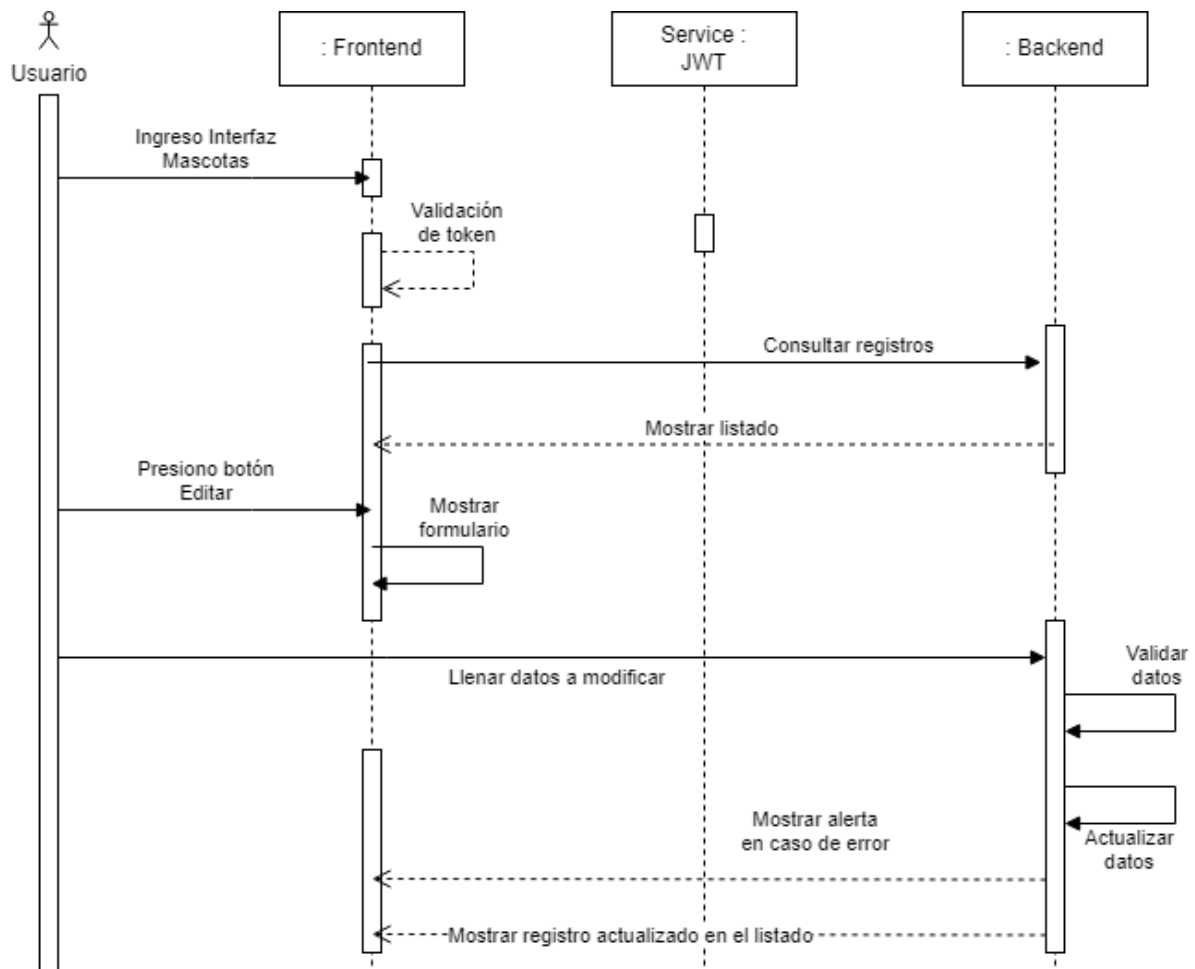 Usuario
: Frontend
Service :
JWT
: Backend
Ingreso Interfaz
Mascotas
Validación
de token
Consultar registros
Mostrar listado
Presiono botón
Editar
Mostrar
formulario
Llenar datos a modificar
Validar
datos
Mostrar alerta
en caso de error
Actualizar
datos
Mostrar registro actualizado en el listado